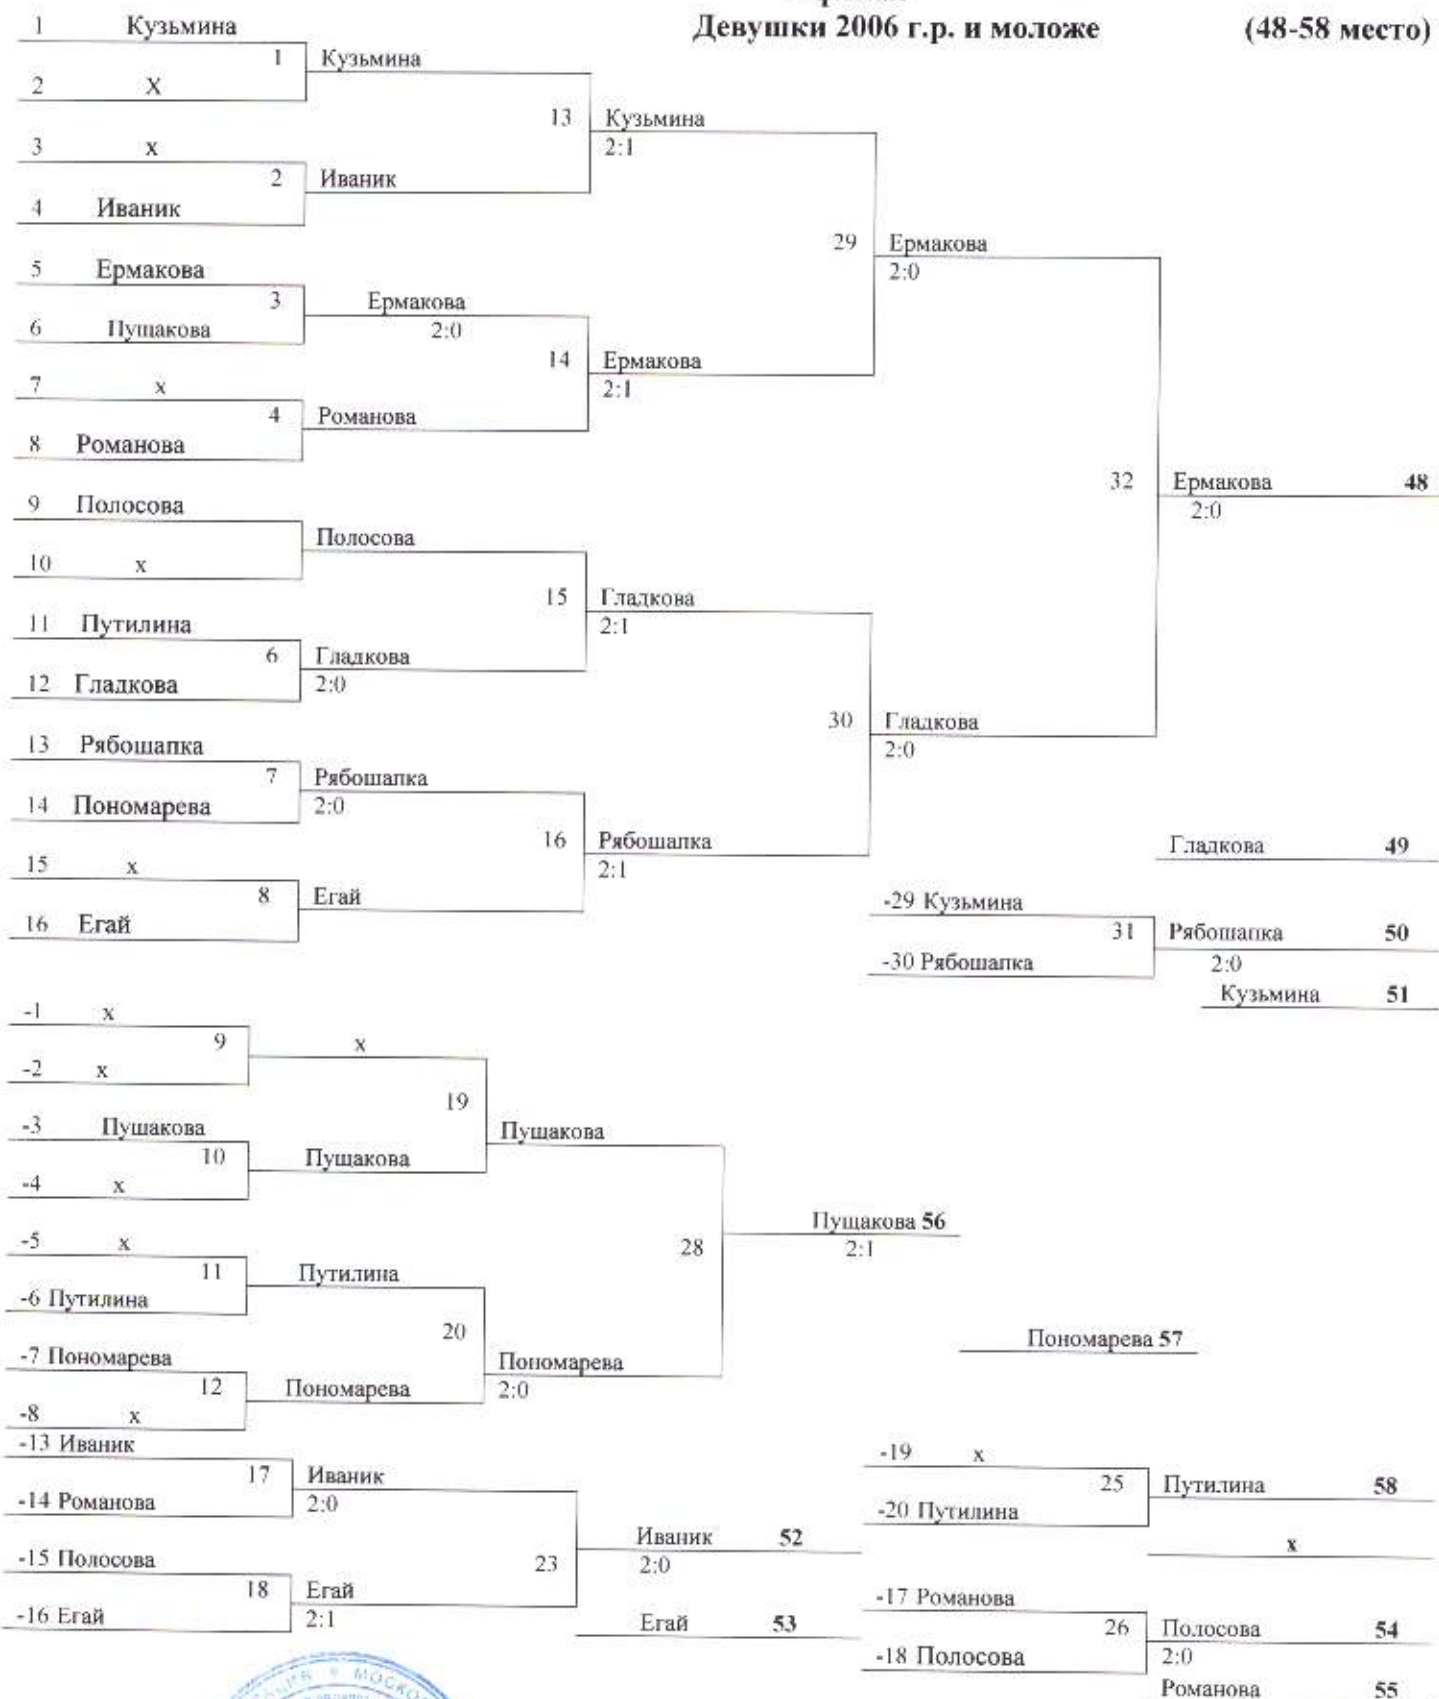 Девушки 2006 г.р. и моложе (48-58 место)
1 Кузьмина
1 Кузьмина
2 X
13 Кузьмина
2:1
3 x
2 Иваник
4 Иваник
29 Ермакова
2:0
5 Ермакова
3 Ермакова
2:0
6 Пущакова
14 Ермакова
2:1
7 x
4 Романова
8 Романова
32 Ермакова 48
2:0
9 Полосова
Полосова
10 x
15 Гладкова
2:1
11 Путилина
6 Гладкова
2:0
12 Гладкова
30 Гладкова
2:0
13 Рябошапка
7 Рябошапка
2:0
14 Пономарева
16 Рябошапка
2:1
15 x
8 Егай
16 Егай
Гладкова 49
-29 Кузьмина
31 Рябошапка 50
2:0
-30 Рябошапка
Кузьмина 51
-1 x
9 x
-2 x
19 Пущакова
-3 Пущакова
10 Пущакова
-4 x
28 Пущакова 56
2:1
-5 x
11 Путилина
-6 Путилина
20 Пономарева
2:0
-7 Пономарева
12 Пономарева
-8 x
Пономарева 57
-13 Иваник
17 Иваник
2:0
-14 Романова
23 Иваник 52
2:0
-15 Полосова
18 Егай
2:1
-16 Егай
Егай 53
-19 x
25 Путилина 58
-20 Путилина
x
-17 Романова
26 Полосова 54
2:0
-18 Полосова
Романова 55